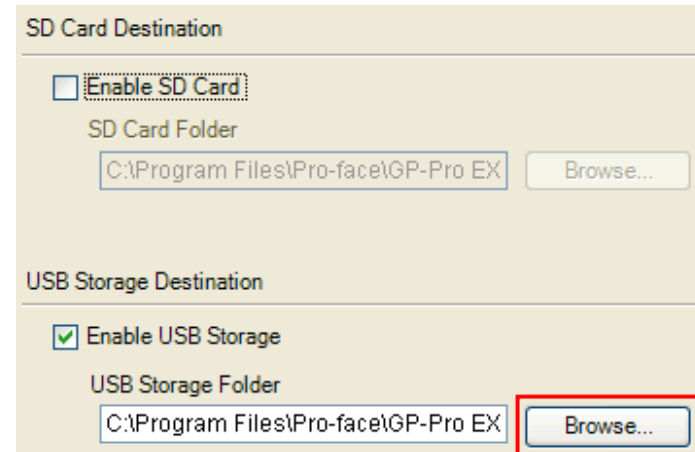 SD Card Destination
Enable SD Card
SD Card Folder
C:\Program Files\Pro-face\GP-Pro EX Browse...
USB Storage Destination
Enable USB Storage
USB Storage Folder
C:\Program Files\Pro-face\GP-Pro EX Browse...